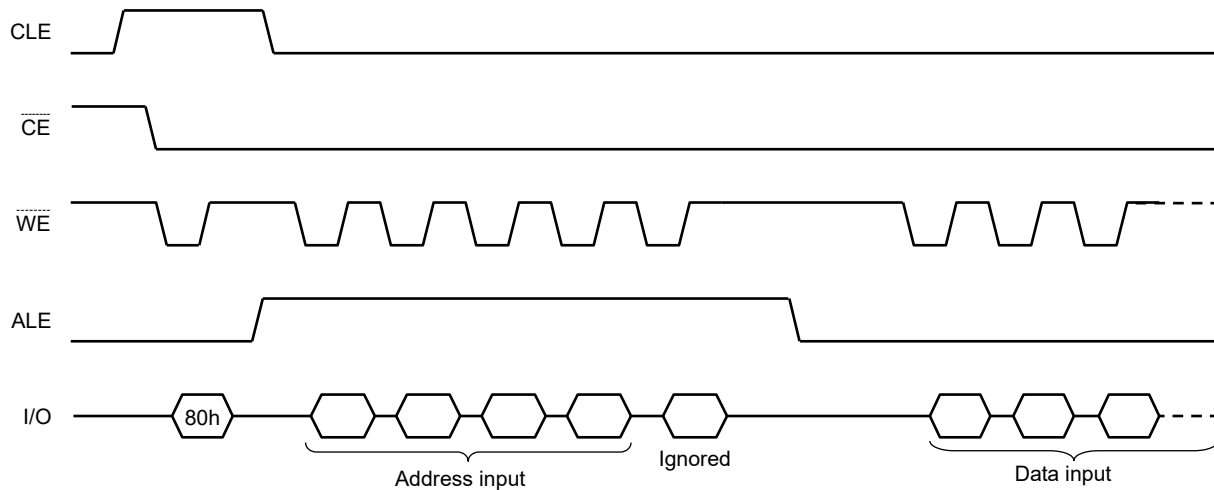 CLE
CE
WE
ALE
I/O
80h
Address input
Ignored
Data input